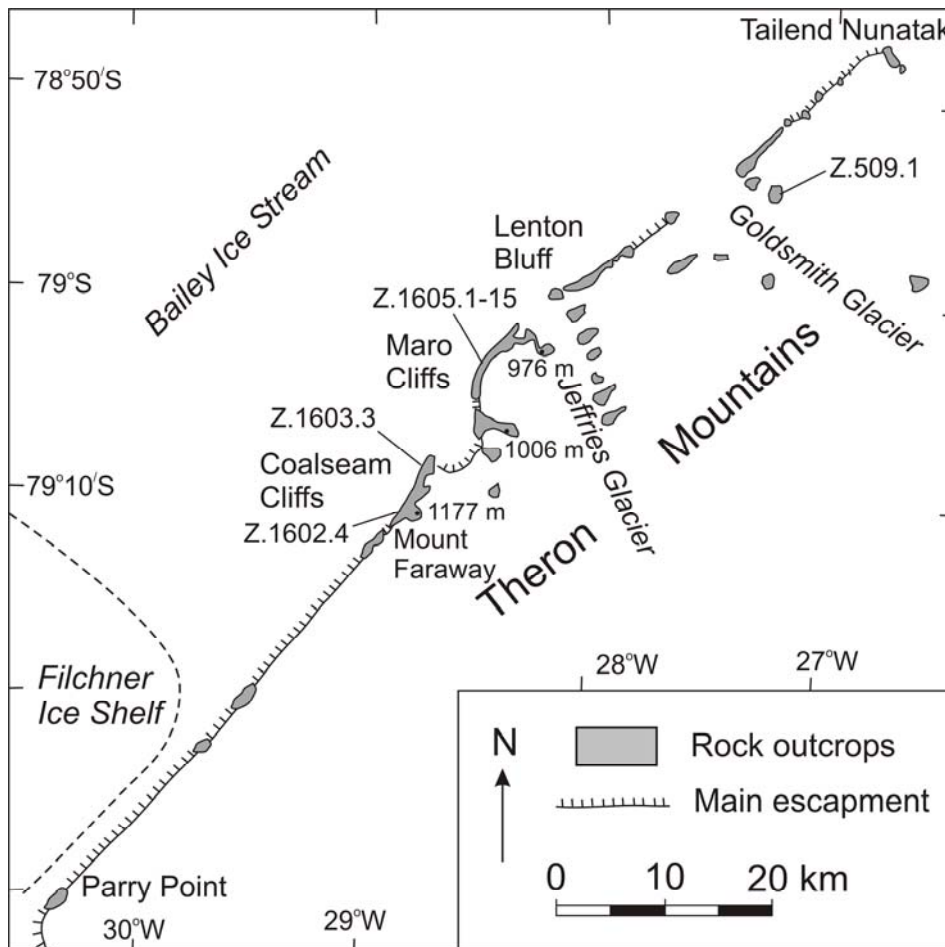 Tailend Nunatak
78°50'S
Z.509.1
Bailey Ice Stream
Lenton
Bluff
Goldsmith Glacier
79°S
Z.1605.1-15
Maro
Cliffs
976 m
Jeffries Glacier
Mountains
Z.1603.3
1006 m
Coalseam
Cliffs
79°10'S
1177 m
Z.1602.4
Mount
Faraway
Theron
Filchner
Ice Shelf
28°W
27°W
N
Rock outcrops
Main escapment
0 10 20 km
Parry Point
30°W
29°W